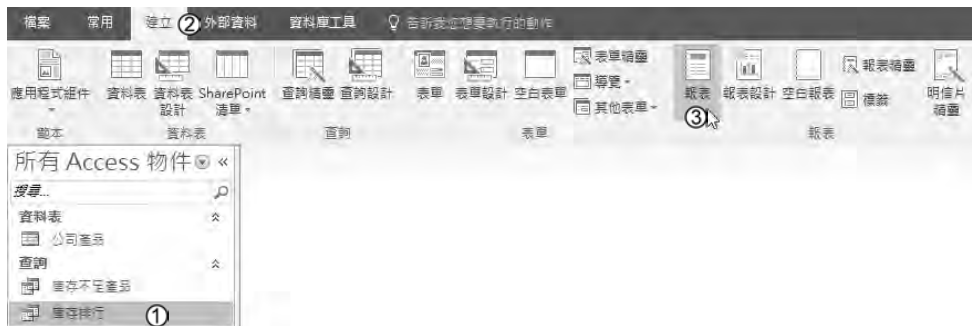 檔案 常用 建立 ② 外部資料 資料庫工具 告訴我您想要執行的動作
應用程式組件 資料表 資料表設計 SharePoint 清單 查詢精靈 查詢設計 表單 表單設計 空白表單 表單精靈 導覽 其他表單 報表 ③ 報表設計 空白報表 報表精靈 標籤 明信片精靈
範本 資料表 查詢 表單 報表
所有 Access 物件 «
搜尋...
資料表
公司產品
查詢
庫存不足產品
庫存排行 ①